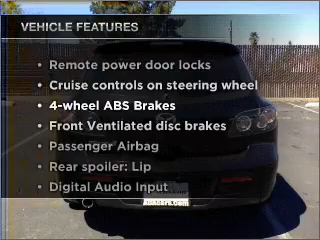 VEHICLE FEATURES
• Remote power door locks
• Cruise controls on steering wheel
• 4-wheel ABS Brakes
• Front Ventilated disc brakes
• Passenger Airbag
• Rear spoiler: Lip
• Digital Audio Input